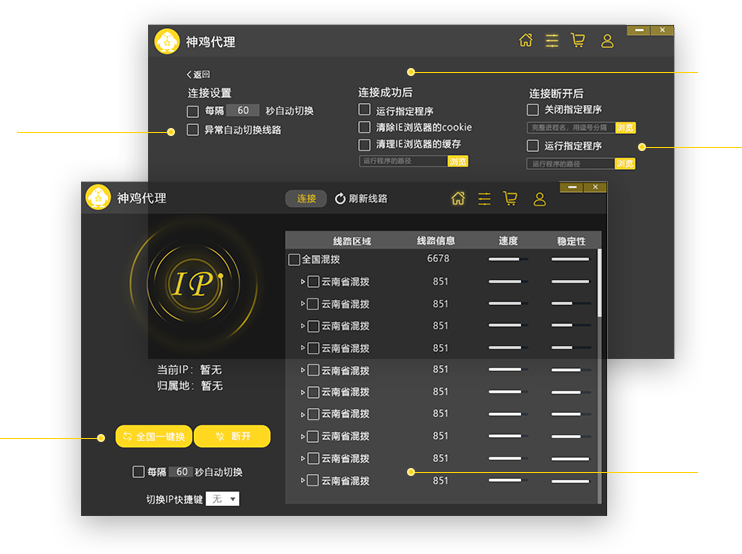 神鸡代理
返回
连接设置
每隔 60 秒自动切换
异常自动切换线路
连接成功后
运行指定程序
清除IE浏览器的cookie
清理IE浏览器的缓存
运行程序的路径 浏览
连接断开后
关闭指定程序
完整进程名，用逗号分隔 浏览
运行指定程序
运行程序的路径 浏览
神鸡代理 连接 刷新线路
IP
当前IP：暂无
归属地：暂无
全国一键换 断开
每隔 60 秒自动切换
切换IP快捷键 无
线路区域 线路信息 速度 稳定性
全国混拨 6678
云南省混拨 851
云南省混拨 851
云南省混拨 851
云南省混拨 851
云南省混拨 851
云南省混拨 851
云南省混拨 851
云南省混拨 851
云南省混拨 851
云南省混拨 851